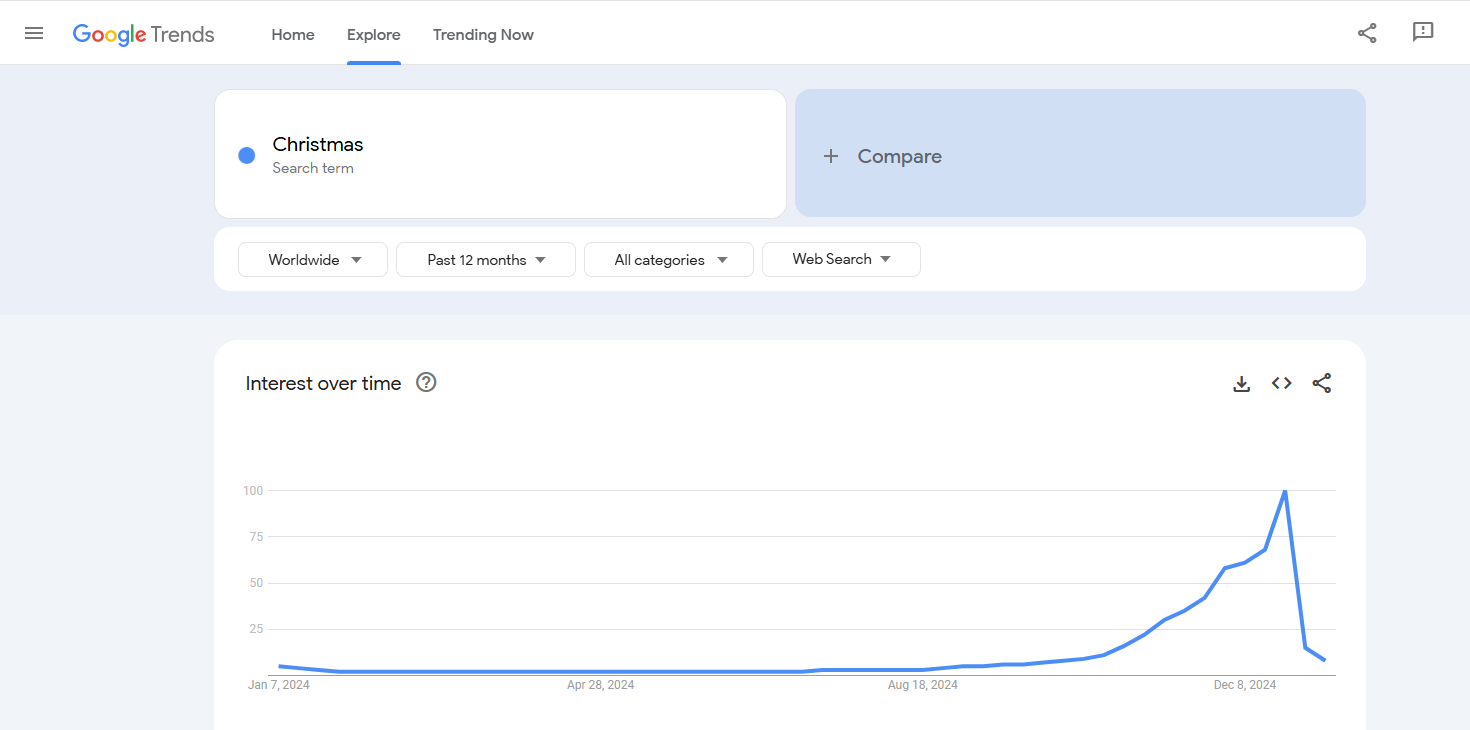 Google Trends Home Explore Trending Now
Christmas
Search term
+ Compare
Worldwide Past 12 months All categories Web Search
Interest over time ?
100
75
50
25
Jan 7, 2024 Apr 28, 2024 Aug 18, 2024 Dec 8, 2024